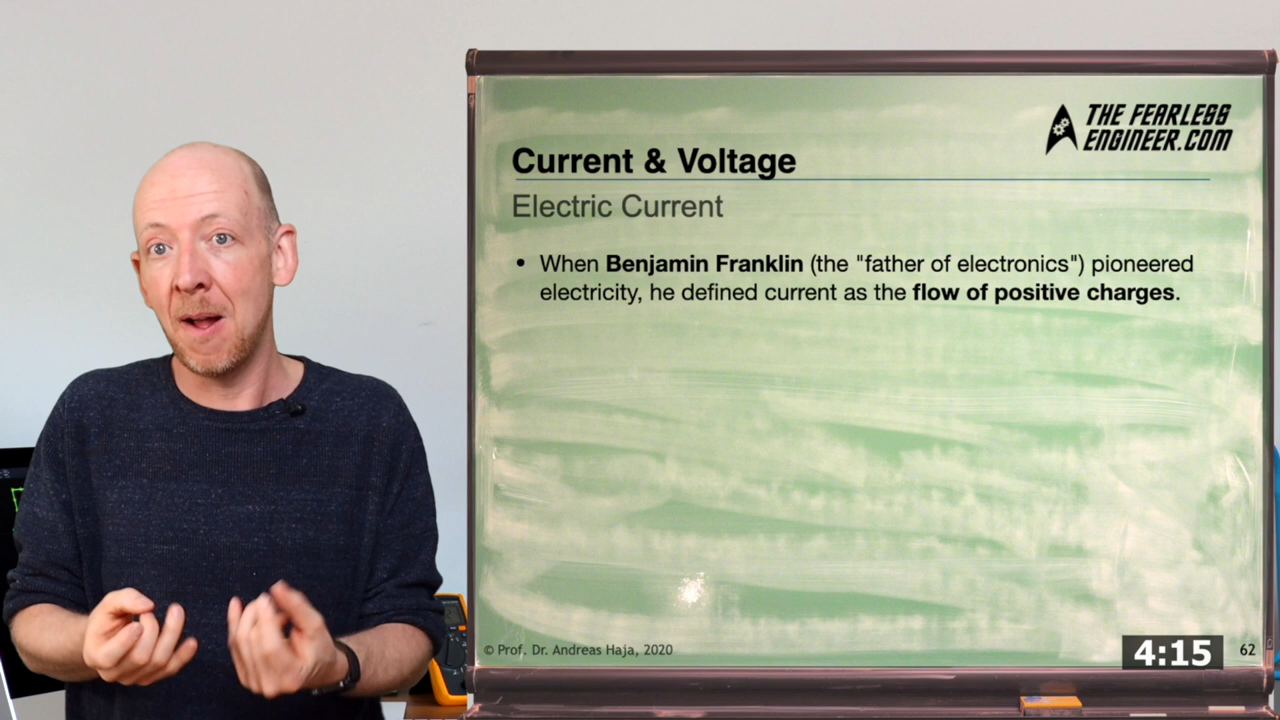 THE FEARLESS
ENGINEER.COM
Current & Voltage
Electric Current
• When Benjamin Franklin (the "father of electronics") pioneered
electricity, he defined current as the flow of positive charges.
© Prof. Dr. Andreas Haja, 2020
4:15
62